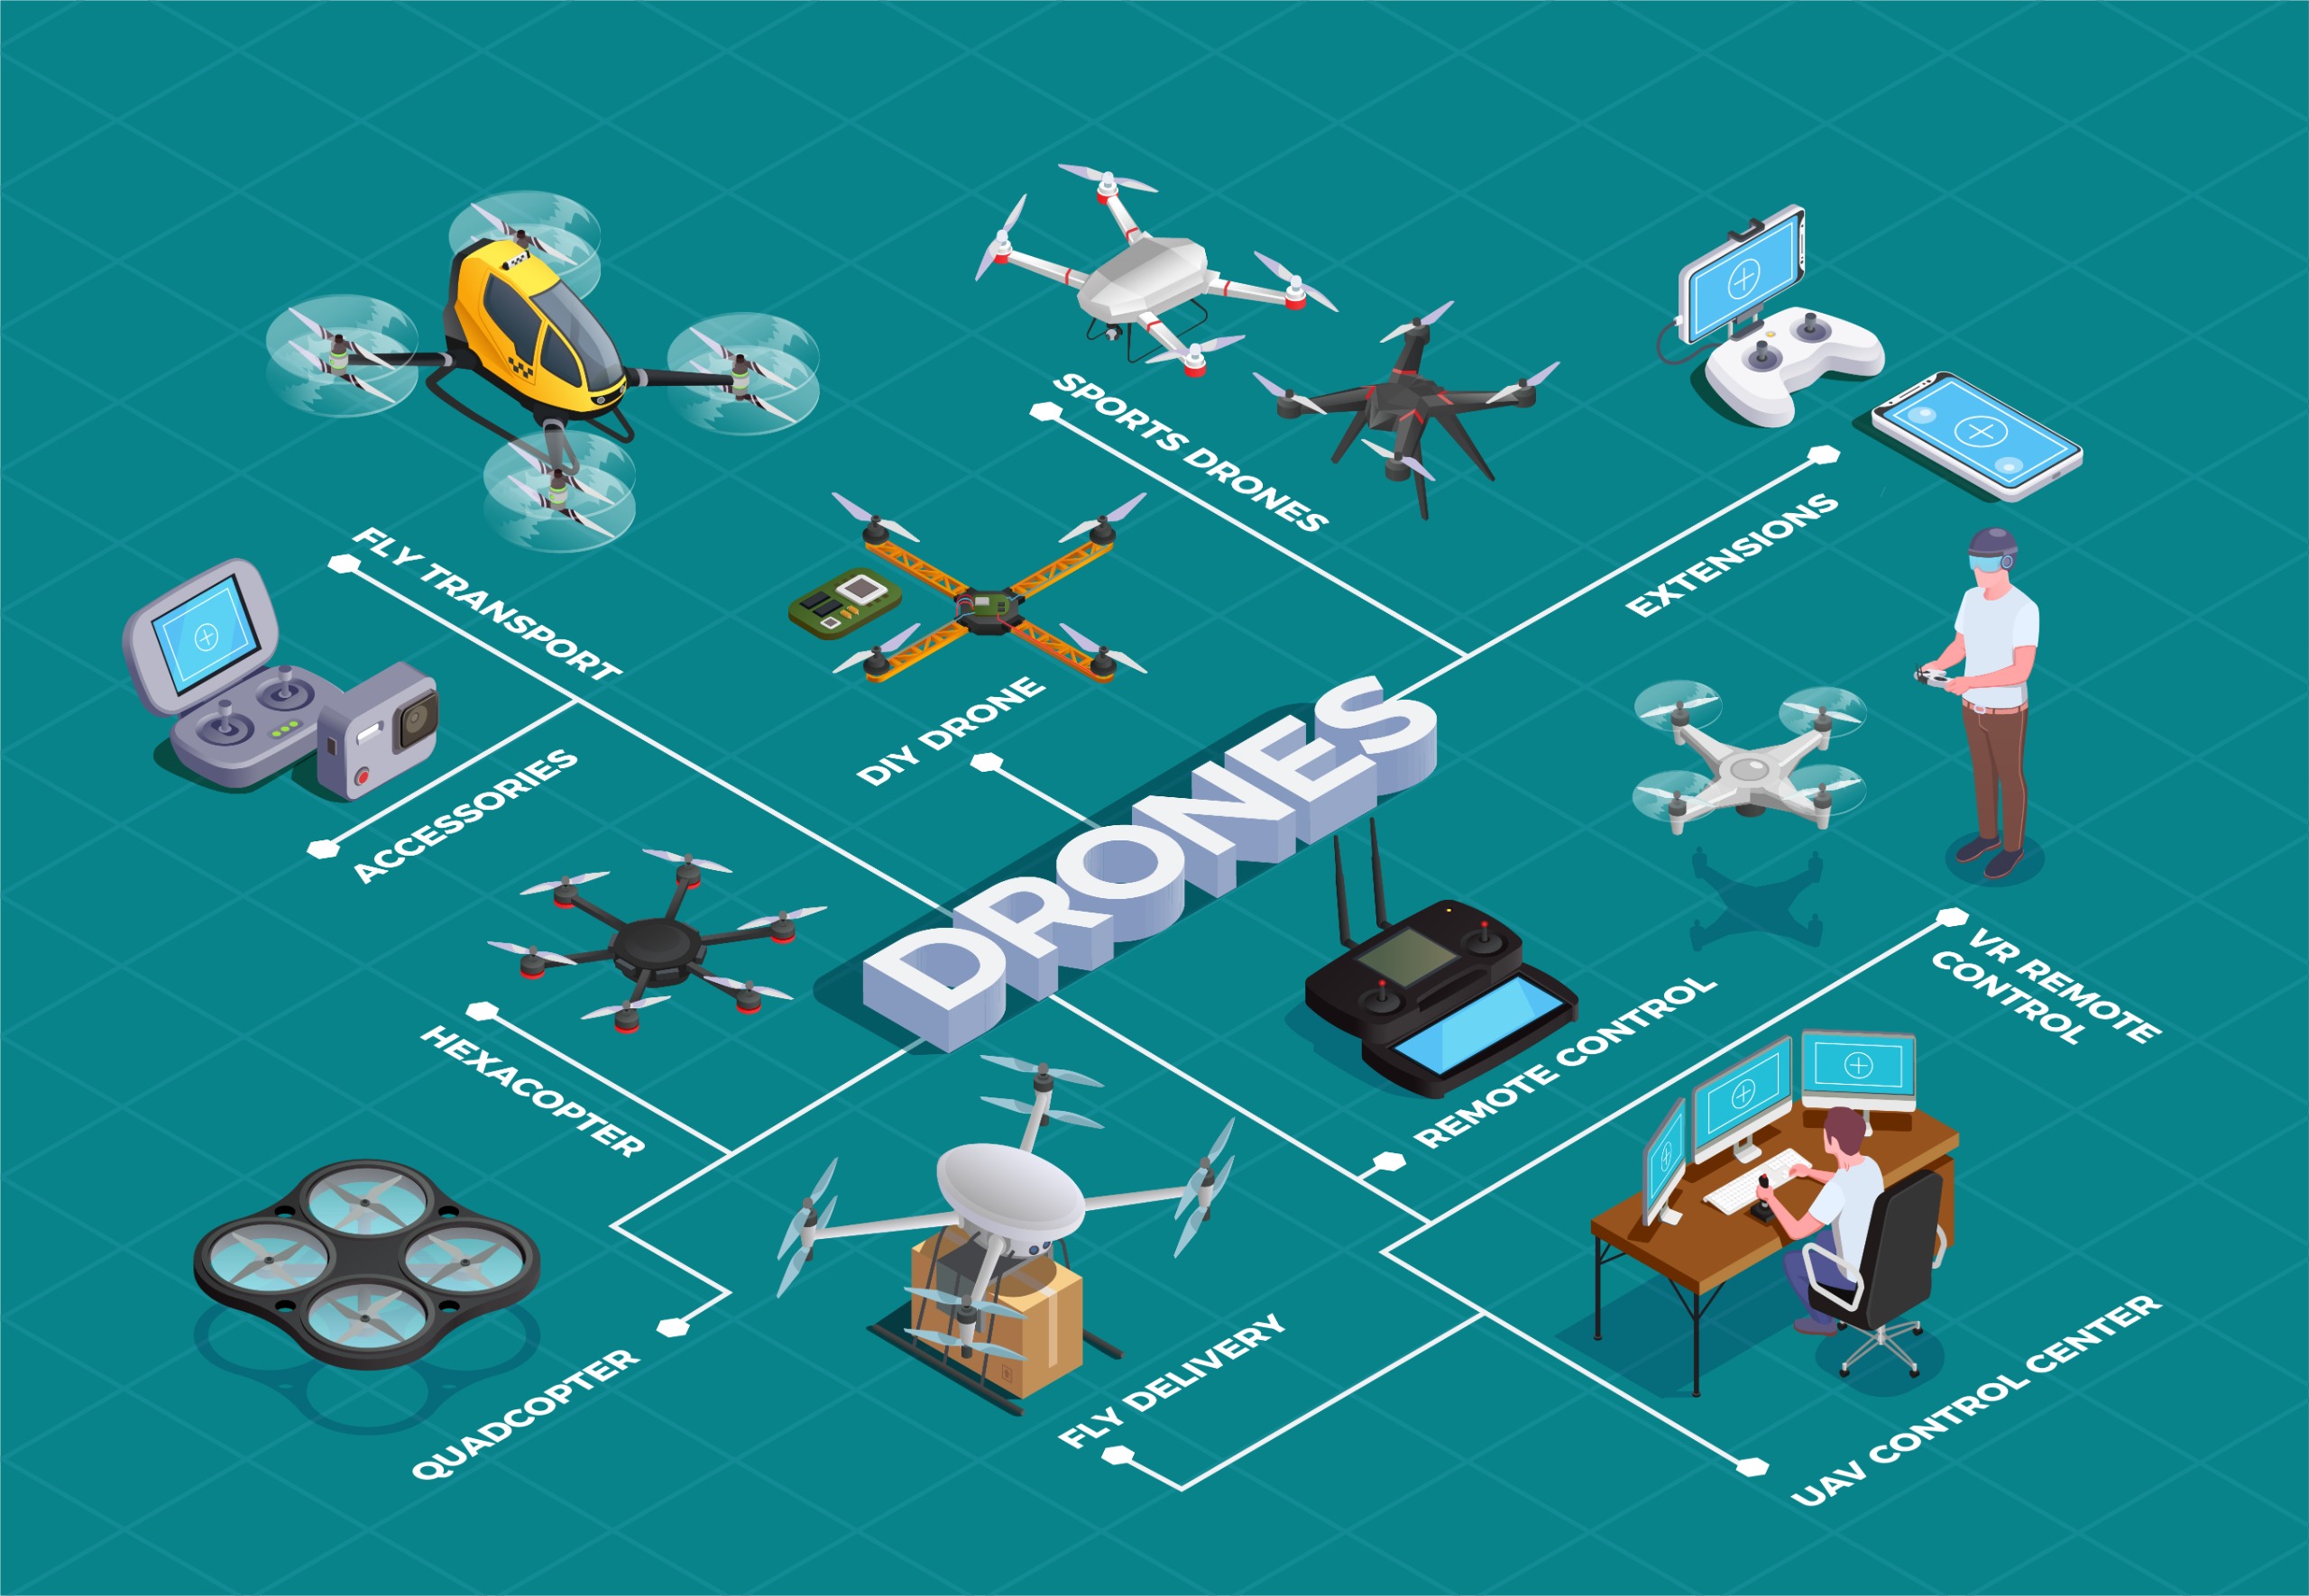 SPORTS DRONES
EXTENSIONS
FLY TRANSPORT
DIY DRONE
ACCESSORIES
DRONES
VR REMOTE
CONTROL
HEXACOPTER
REMOTE CONTROL
QUADCOPTER
FLY DELIVERY
UAV CONTROL CENTER